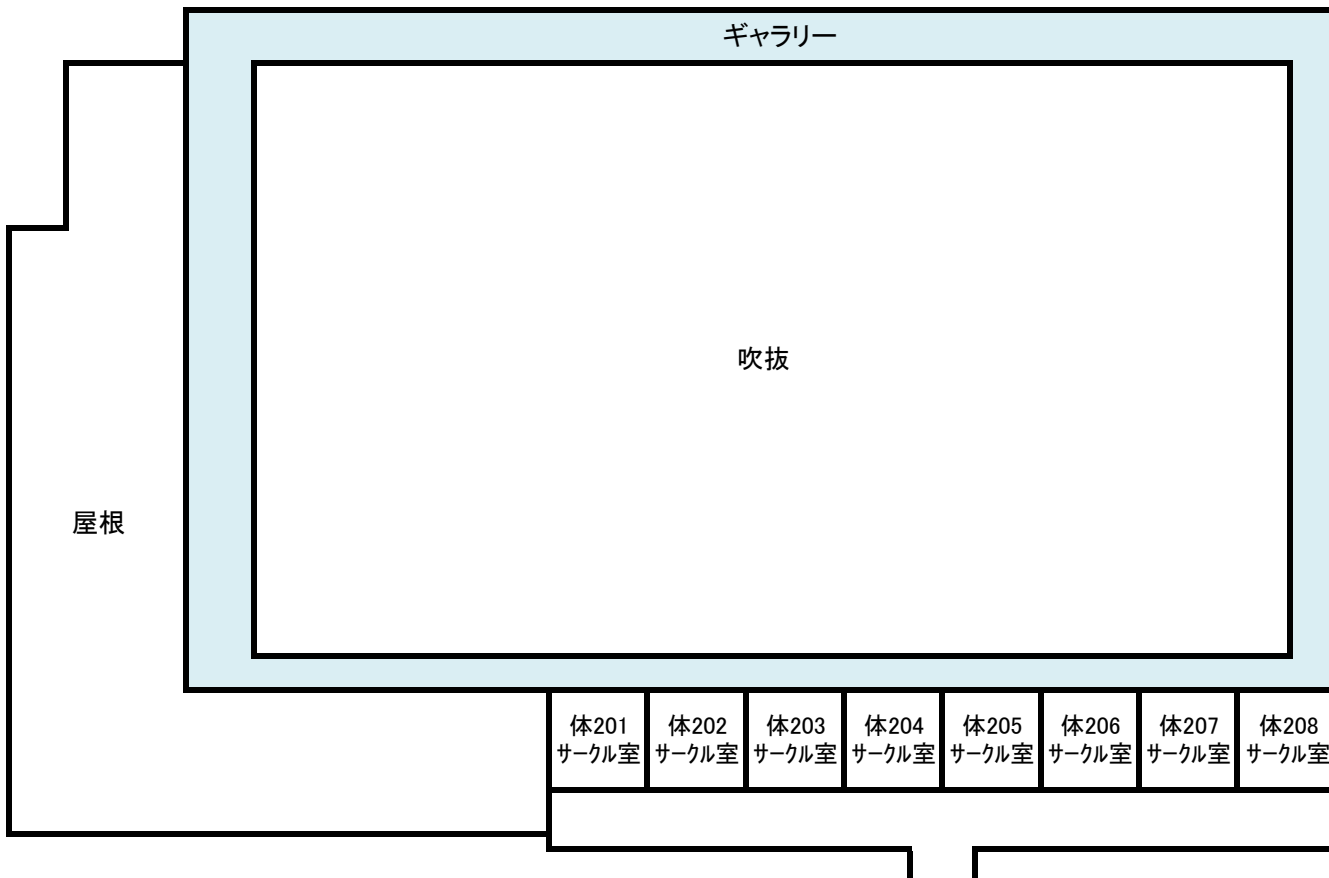 ギャラリー
吹抜
屋根
体201
サークル室
体202
サークル室
体203
サークル室
体204
サークル室
体205
サークル室
体206
サークル室
体207
サークル室
体208
サークル室